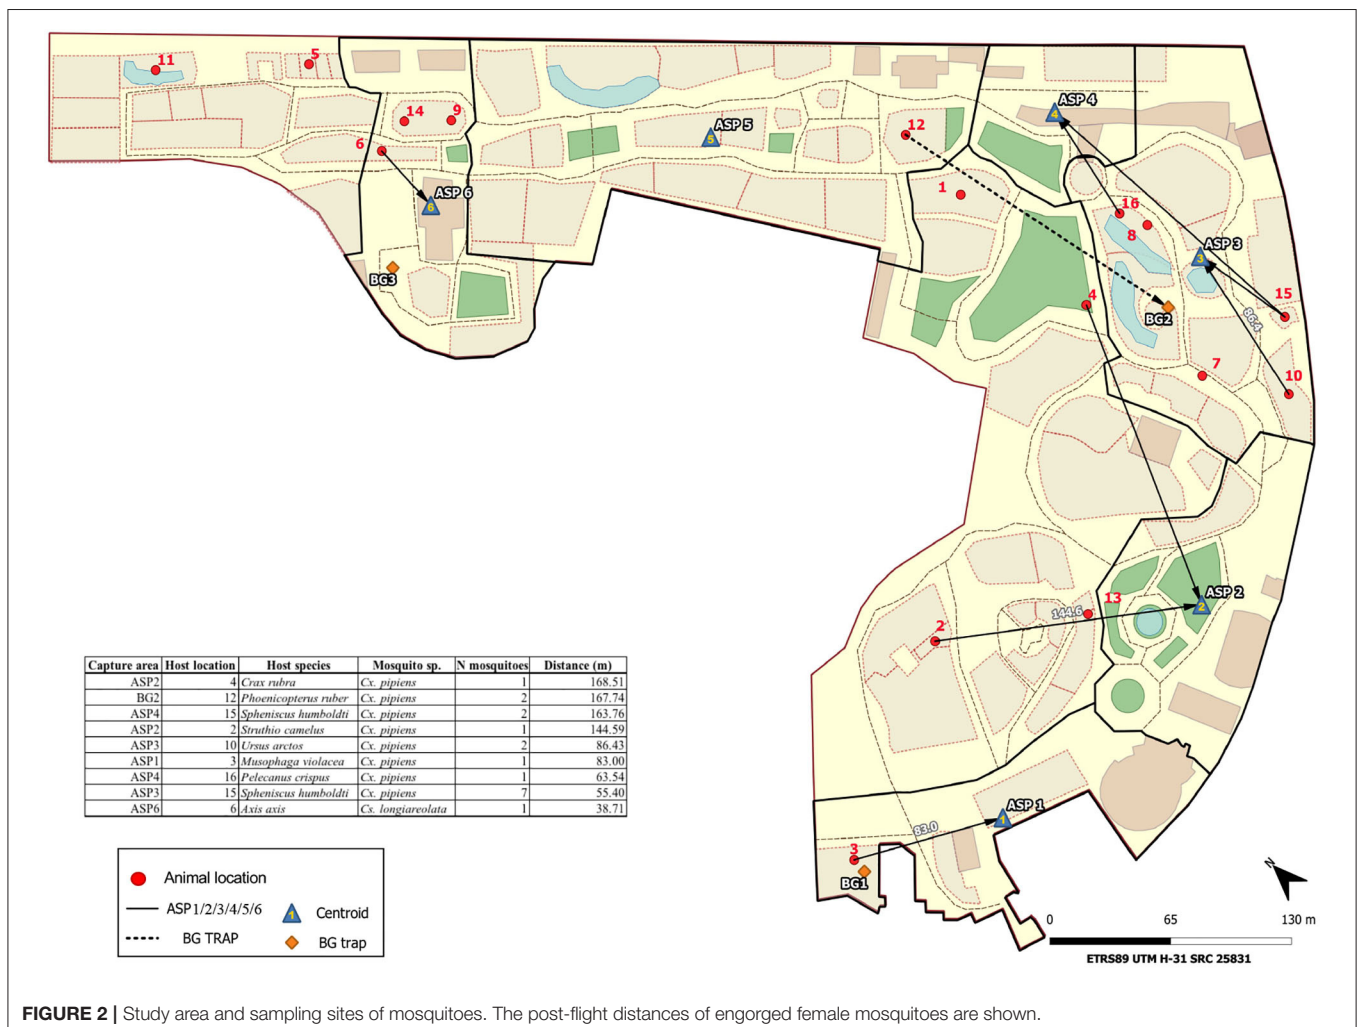 11
5
14
9
6
ASP 6
6
BG3
ASP 5
5
12
1
ASP 4
4
16
8
ASP 3
3
15
86.4
BG2
4
7
10
13
144.6
2
ASP 2
2
ASP 1
1
83.0
3
BG1
Capture area Host location Host species Mosquito sp. N mosquitoes Distance (m)
ASP2 4 Crax rubra Cx. pipiens 1 168.51
BG2 12 Phoenicopterus ruber Cx. pipiens 2 167.74
ASP4 15 Spheniscus humboldti Cx. pipiens 2 163.76
ASP2 2 Struthio camelus Cx. pipiens 1 144.59
ASP3 10 Ursus arctos Cx. pipiens 2 86.43
ASP1 3 Musophaga violacea Cx. pipiens 1 83.00
ASP4 16 Pelecanus crispus Cx. pipiens 1 63.54
ASP3 15 Spheniscus humboldti Cx. pipiens 7 55.40
ASP6 6 Axis axis Cs. longiareolata 1 38.71
Animal location
ASP 1/2/3/4/5/6
1 Centroid
BG TRAP
BG trap
N
0 65 130 m
ETRS89 UTM H-31 SRC 25831
FIGURE 2 | Study area and sampling sites of mosquitoes. The post-flight distances of engorged female mosquitoes are shown.